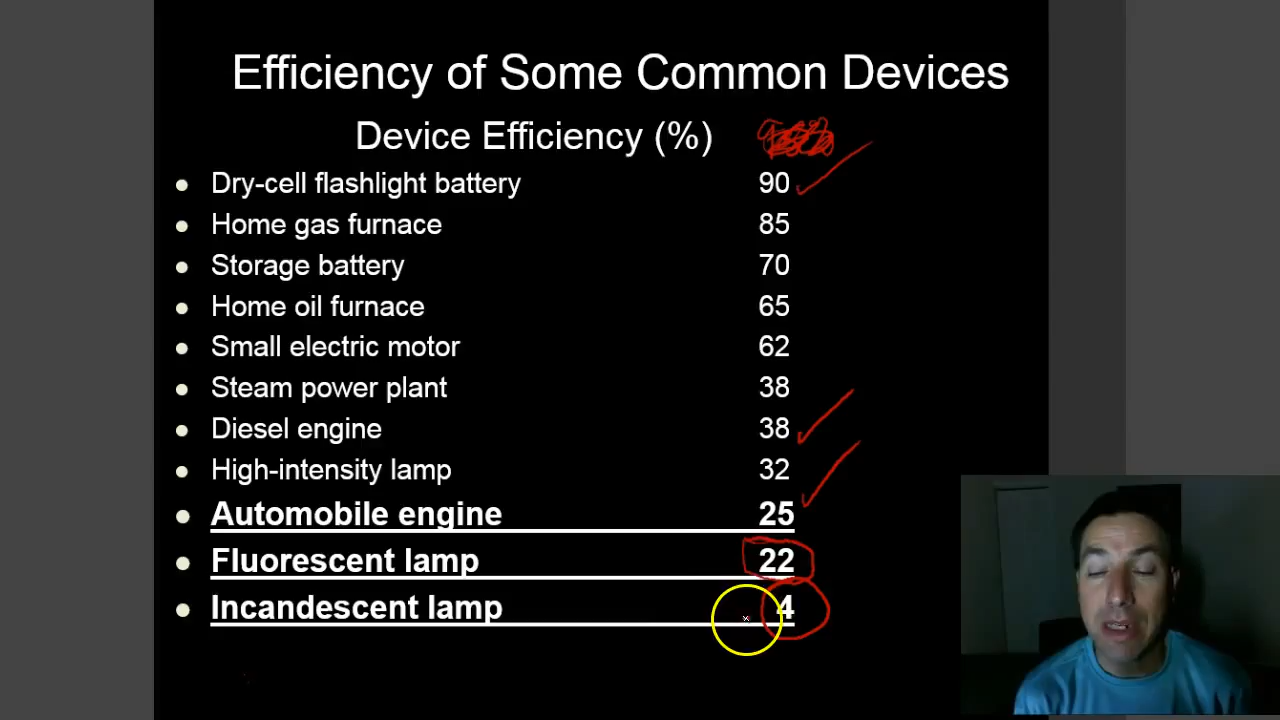 Efficiency of Some Common Devices
Device Efficiency (%)
Dry-cell flashlight battery 90
Home gas furnace 85
Storage battery 70
Home oil furnace 65
Small electric motor 62
Steam power plant 38
Diesel engine 38
High-intensity lamp 32
Automobile engine 25
Fluorescent lamp 22
Incandescent lamp 4